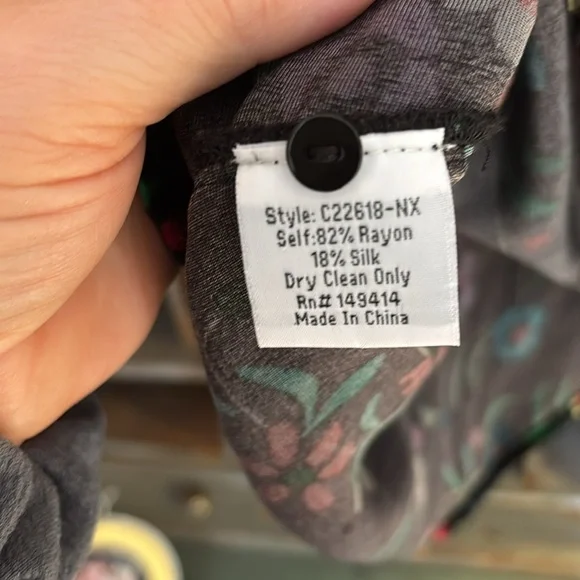 Style: C22618-NX
Self:82% Rayon
18% Silk
Dry Clean Only
Rn# 149414
Made In China